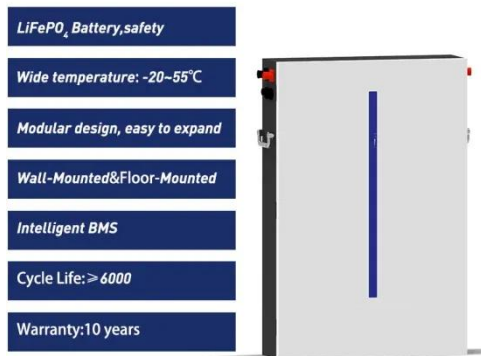 LiFePO₄ Battery,safety
Wide temperature: -20~55℃
Modular design, easy to expand
Wall-Mounted&Floor-Mounted
Intelligent BMS
Cycle Life:≥6000
Warranty:10 years